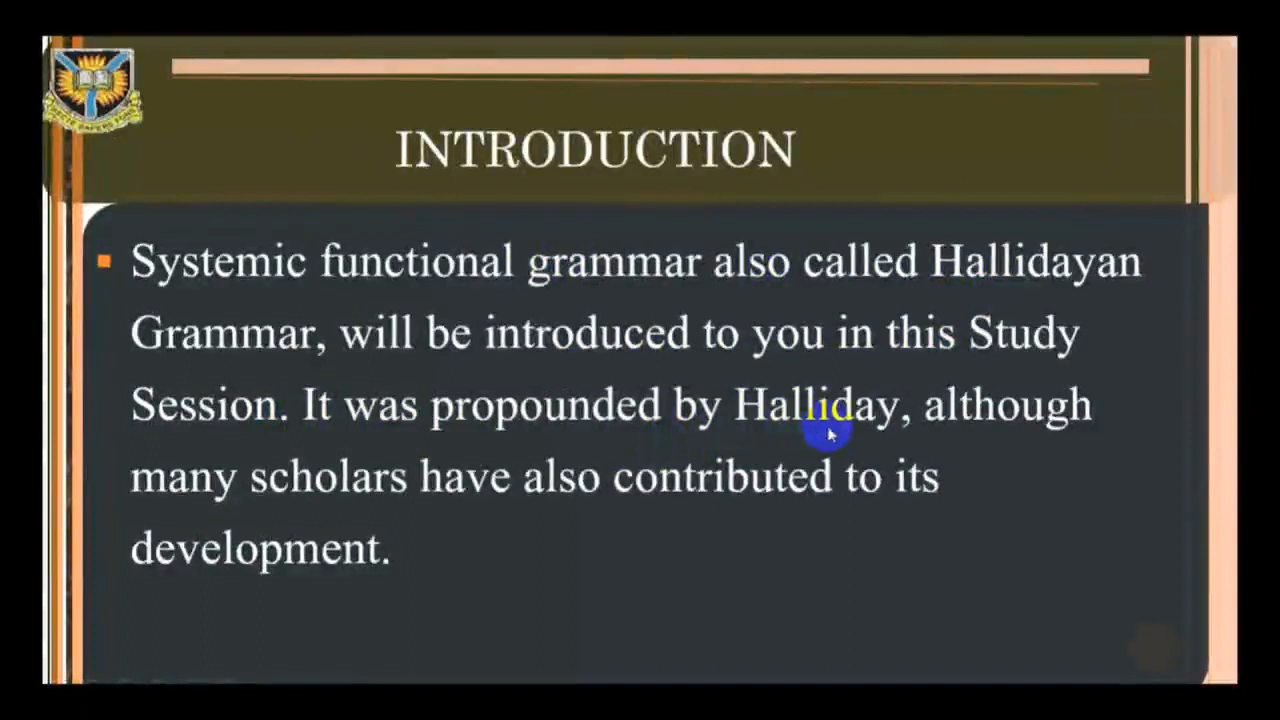 INTRODUCTION
Systemic functional grammar also called Hallidayan
Grammar, will be introduced to you in this Study
Session. It was propounded by Halliday, although
many scholars have also contributed to its
development.